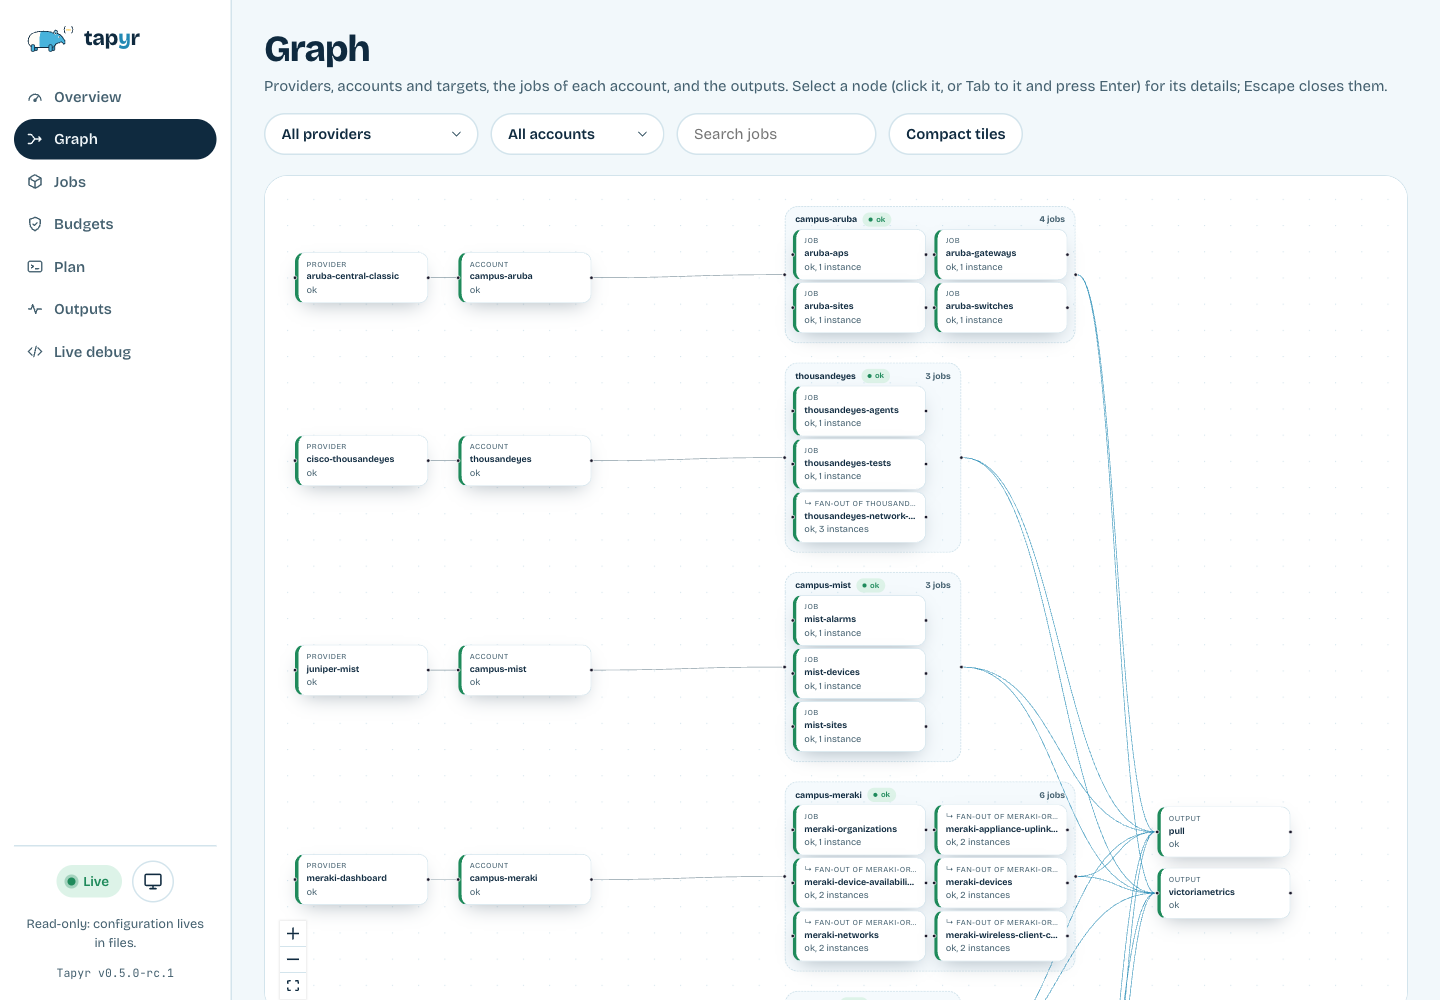 tapyr
Overview
Graph
Jobs
Budgets
Plan
Outputs
Live debug
Live
Read-only: configuration lives
in files.
Tapyr v0.5.0-rc.1
Graph
Providers, accounts and targets, the jobs of each account, and the outputs. Select a node (click it, or Tab to it and press Enter) for its details; Escape closes them.
All providers
All accounts
Search jobs
Compact tiles
PROVIDER
aruba-central-classic
ok
ACCOUNT
campus-aruba
ok
campus-aruba ok 4 jobs
JOB
aruba-aps
ok, 1 instance
JOB
aruba-gateways
ok, 1 instance
JOB
aruba-sites
ok, 1 instance
JOB
aruba-switches
ok, 1 instance
PROVIDER
cisco-thousandeyes
ok
ACCOUNT
thousandeyes
ok
thousandeyes ok 3 jobs
JOB
thousandeyes-agents
ok, 1 instance
JOB
thousandeyes-tests
ok, 1 instance
↳ FAN-OUT OF THOUSAND...
thousandeyes-network-...
ok, 3 instances
PROVIDER
juniper-mist
ok
ACCOUNT
campus-mist
ok
campus-mist ok 3 jobs
JOB
mist-alarms
ok, 1 instance
JOB
mist-devices
ok, 1 instance
JOB
mist-sites
ok, 1 instance
PROVIDER
meraki-dashboard
ok
ACCOUNT
campus-meraki
ok
campus-meraki ok 6 jobs
JOB
meraki-organizations
ok, 1 instance
↳ FAN-OUT OF MERAKI-OR...
meraki-appliance-uplink...
ok, 2 instances
↳ FAN-OUT OF MERAKI-OR...
meraki-device-availabili...
ok, 2 instances
↳ FAN-OUT OF MERAKI-OR...
meraki-devices
ok, 2 instances
↳ FAN-OUT OF MERAKI-OR...
meraki-networks
ok, 2 instances
↳ FAN-OUT OF MERAKI-OR...
meraki-wireless-client-c...
ok, 2 instances
OUTPUT
pull
ok
OUTPUT
victoriametrics
ok